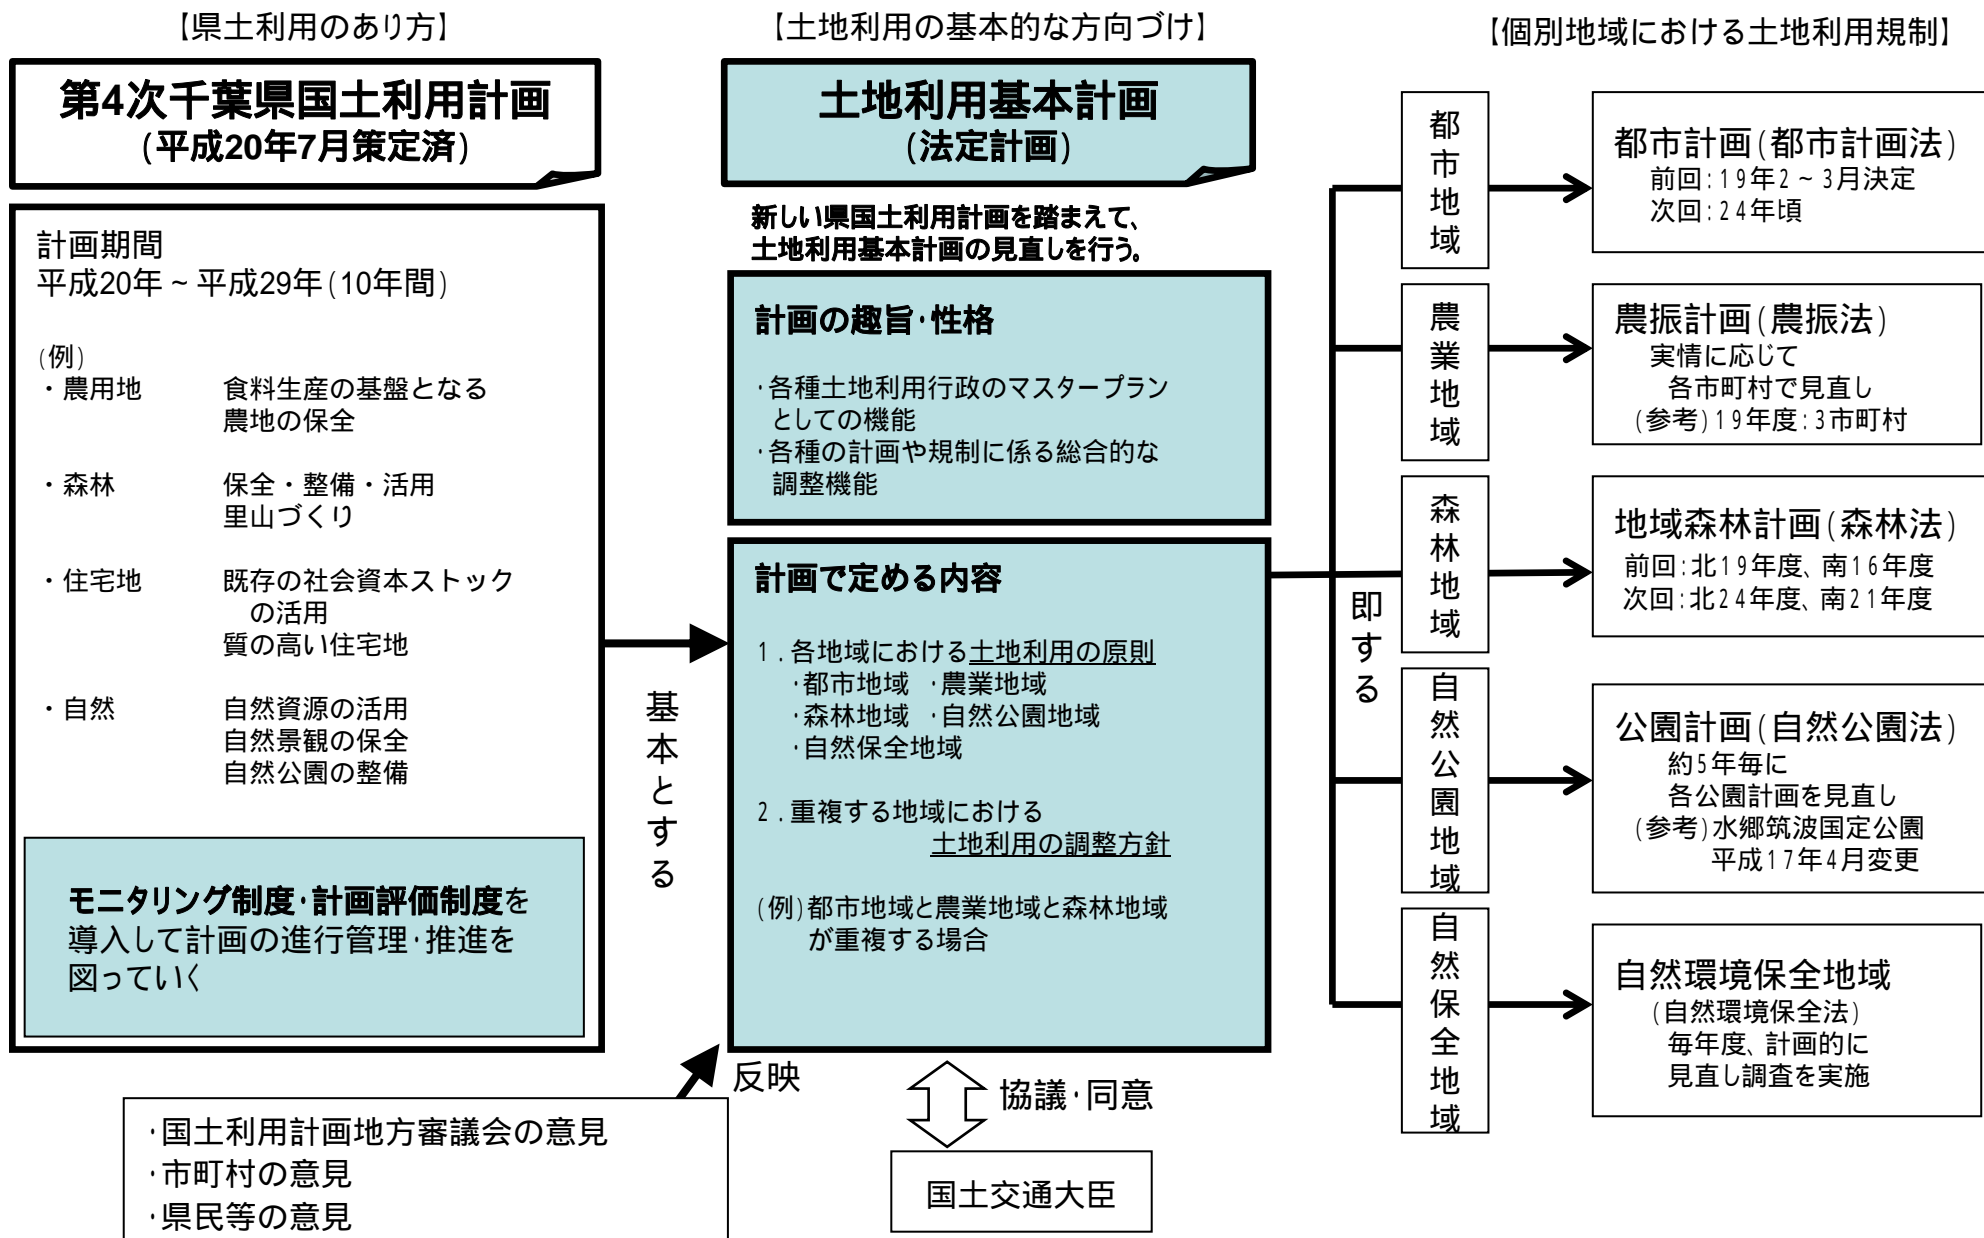 【県土利用のあり方】
第4次千葉県国土利用計画
(平成20年7月策定済)
計画期間
平成20年～平成29年(10年間)
(例)
・農用地　食料生産の基盤となる
農地の保全
・森林　保全・整備・活用
里山づくり
・住宅地　既存の社会資本ストック
の活用
質の高い住宅地
・自然　自然資源の活用
自然景観の保全
自然公園の整備
モニタリング制度・計画評価制度を
導入して計画の進行管理・推進を
図っていく
基本とする
・国土利用計画地方審議会の意見
・市町村の意見
・県民等の意見
反映
【土地利用の基本的な方向づけ】
土地利用基本計画
(法定計画)
新しい県国土利用計画を踏まえて、
土地利用基本計画の見直しを行う。
計画の趣旨・性格
・各種土地利用行政のマスタープラン
としての機能
・各種の計画や規制に係る総合的な
調整機能
計画で定める内容
1．各地域における土地利用の原則
・都市地域　・農業地域
・森林地域　・自然公園地域
・自然保全地域
2．重複する地域における
土地利用の調整方針
(例)都市地域と農業地域と森林地域
が重複する場合
協議・同意
国土交通大臣
即する
【個別地域における土地利用規制】
都市地域
都市計画(都市計画法)
前回:19年2～3月決定
次回:24年頃
農業地域
農振計画(農振法)
実情に応じて
各市町村で見直し
(参考)19年度:3市町村
森林地域
地域森林計画(森林法)
前回:北19年度、南16年度
次回:北24年度、南21年度
自然公園地域
公園計画(自然公園法)
約5年毎に
各公園計画を見直し
(参考)水郷筑波国定公園
平成17年4月変更
自然保全地域
自然環境保全地域
(自然環境保全法)
毎年度、計画的に
見直し調査を実施